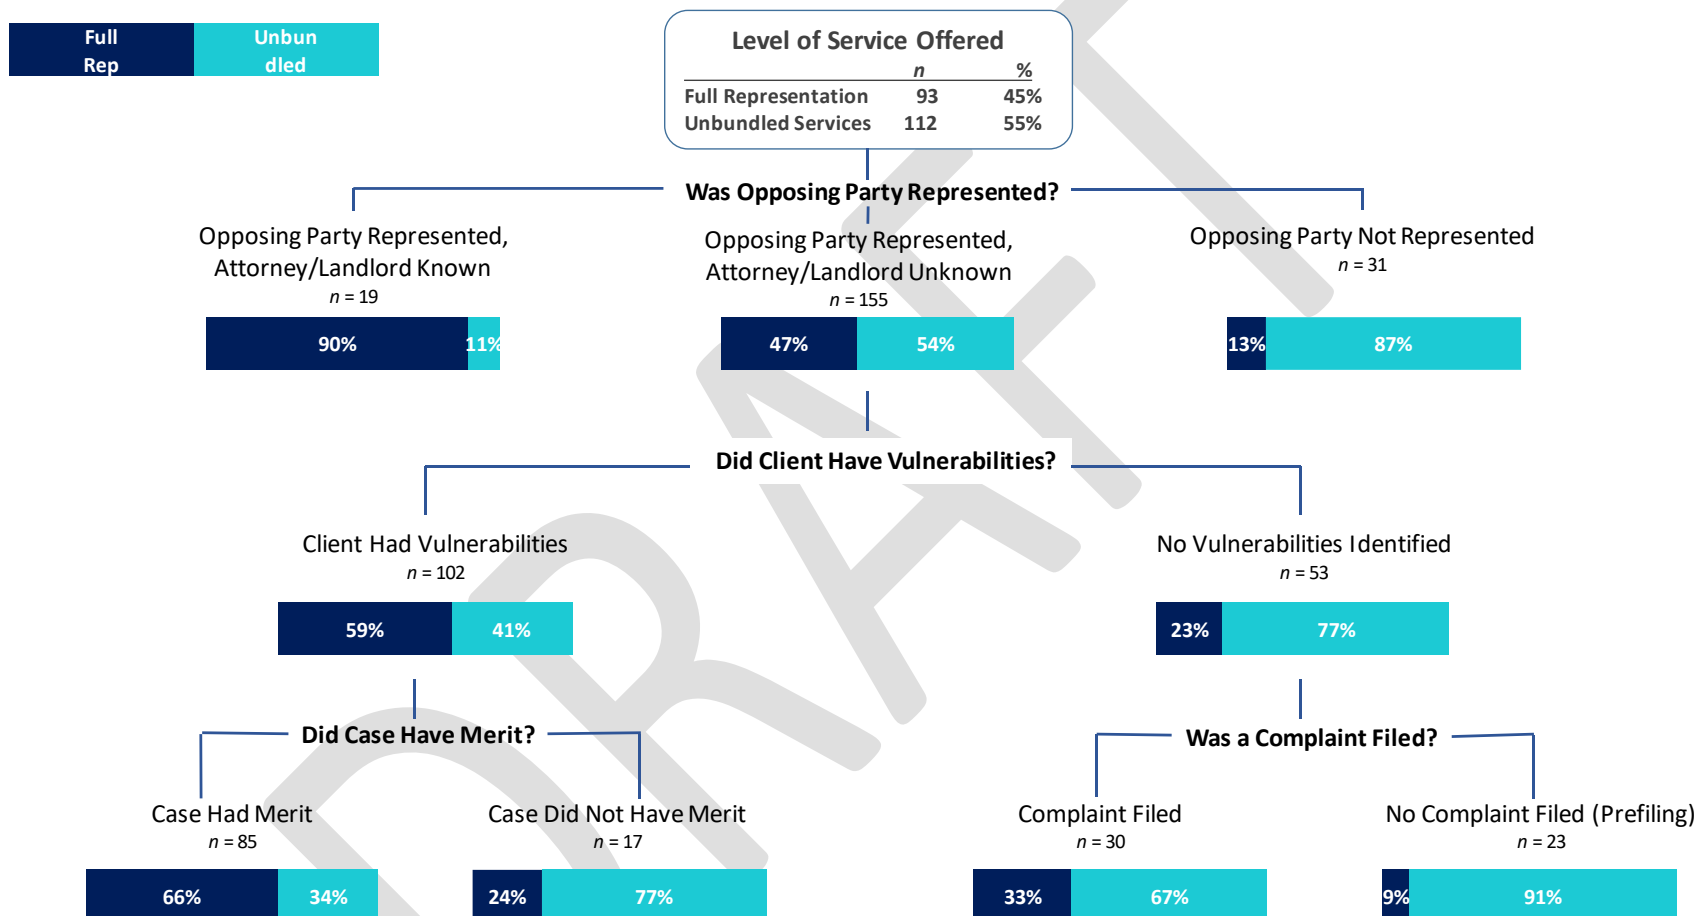 Full Unbun
Rep dled
Level of Service Offered
n %
Full Representation 93 45%
Unbundled Services 112 55%
Was Opposing Party Represented?
Opposing Party Represented,
Attorney/Landlord Known
n = 19
Opposing Party Represented,
Attorney/Landlord Unknown
n = 155
Opposing Party Not Represented
n = 31
90% 11%
47% 54%
13% 87%
Did Client Have Vulnerabilities?
Client Had Vulnerabilities
n = 102
No Vulnerabilities Identified
n = 53
59% 41%
23% 77%
Did Case Have Merit?
Was a Complaint Filed?
Case Had Merit
n = 85
Case Did Not Have Merit
n = 17
Complaint Filed
n = 30
No Complaint Filed (Prefiling)
n = 23
66% 34%
24% 77%
33% 67%
9% 91%
DRAFT